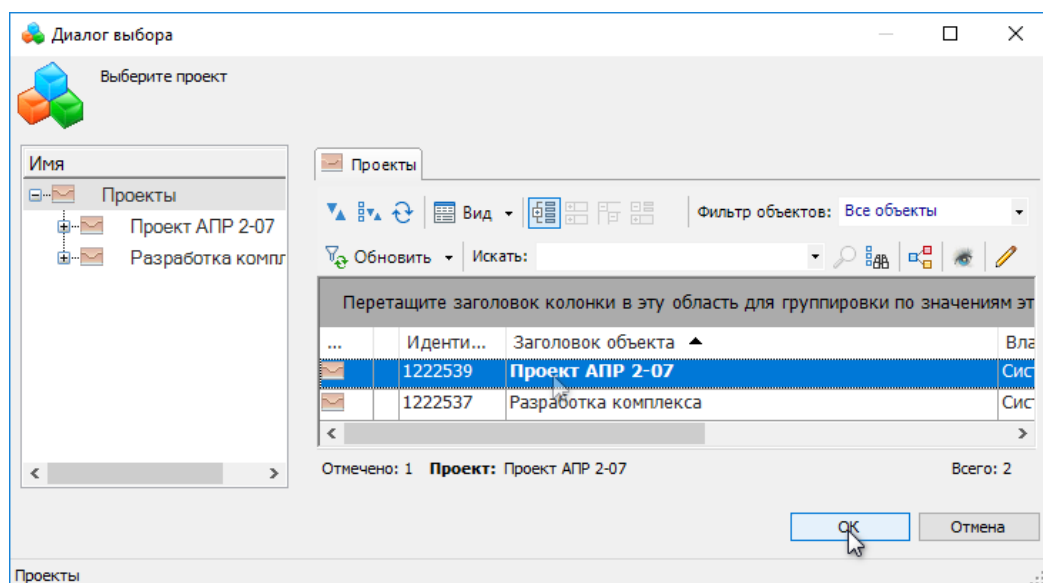 Диалог выбора
Выберите проект
Имя
Проекты
Проект АПР 2-07
Разработка компл
Проекты
Вид Фильтр объектов: Все объекты
Обновить Искать:
Перетащите заголовок колонки в эту область для группировки по значениям эт
... Иденти... Заголовок объекта Вла
1222539 Проект АПР 2-07 Сис
1222537 Разработка комплекса Сис
Отмечено: 1 Проект: Проект АПР 2-07 Всего: 2
OK Отмена
Проекты